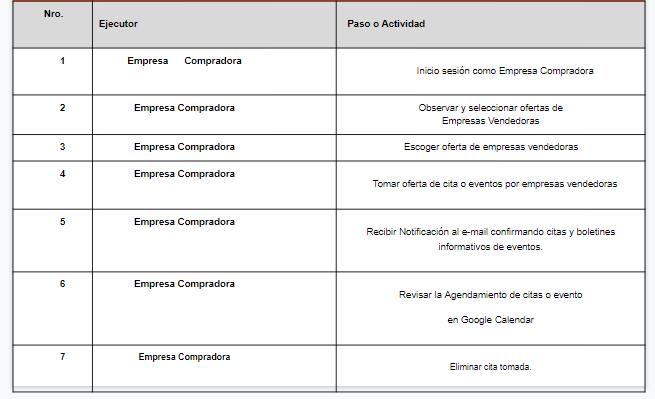 Nro. Ejecutor Paso o Actividad
1 Empresa Compradora
Inicio sesión como Empresa Compradora
2 Empresa Compradora Observar y seleccionar ofertas de
Empresas Vendedoras
3 Empresa Compradora Escoger oferta de empresas vendedoras
4 Empresa Compradora
Tomar oferta de cita o eventos por empresas vendedoras
5 Empresa Compradora
Recibir Notificación al e-mail confirmando citas y boletines
informativos de eventos.
6 Empresa Compradora
Revisar la Agendamiento de citas o evento
en Google Calendar
7 Empresa Compradora
Eliminar cita tomada.